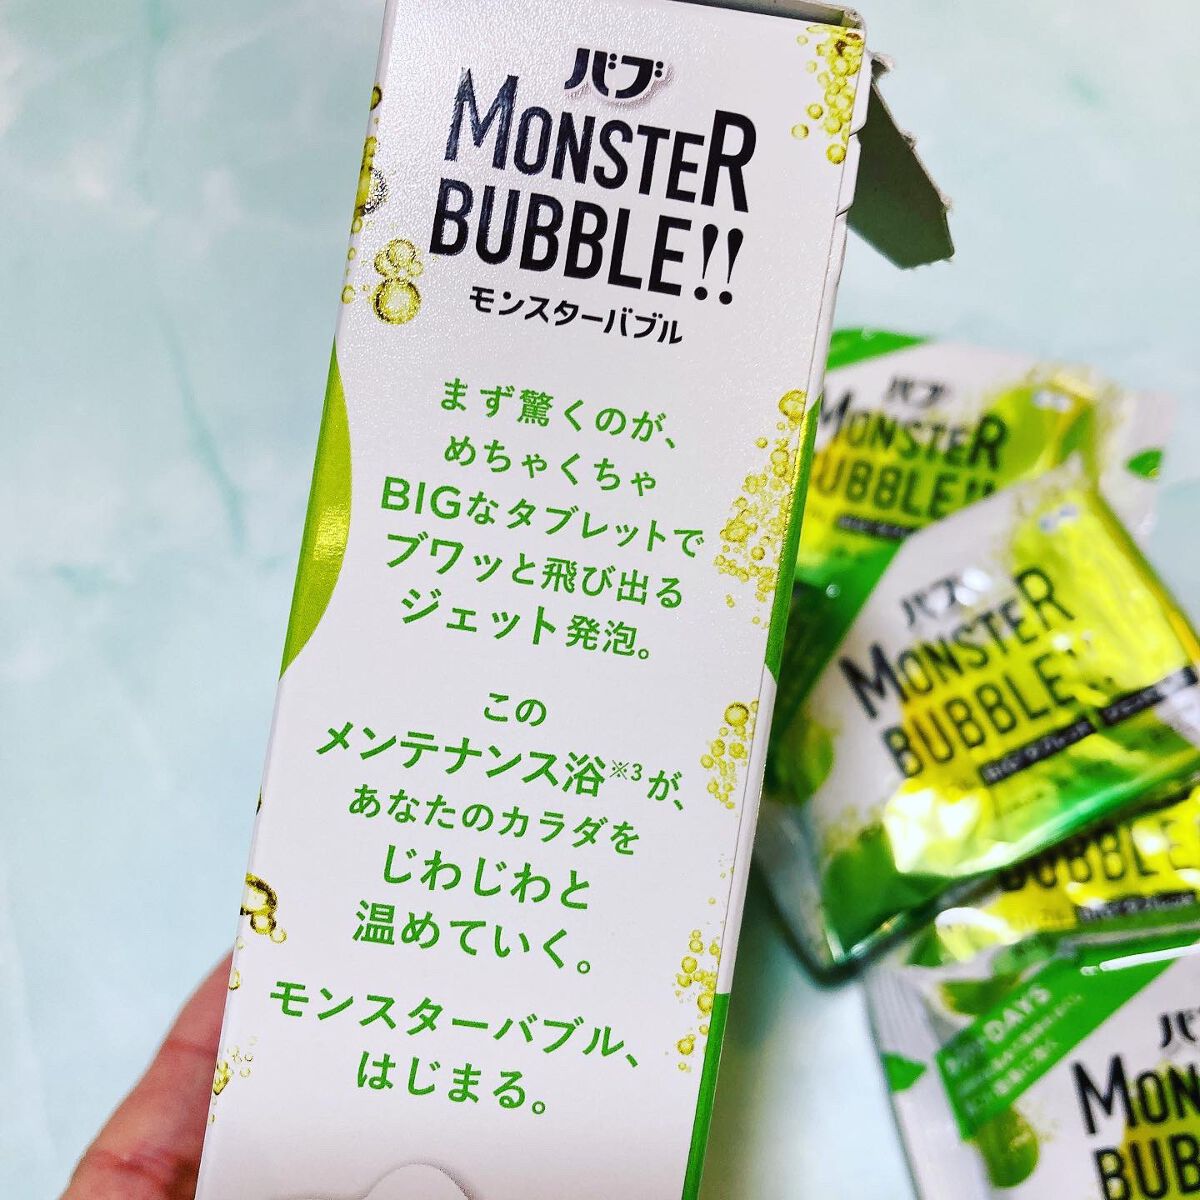 バブ
MONSTER
BUBBLE!!
モンスターバブル
まず驚くのが、
めちゃくちゃ
BIGなタブレットで
ブワッと飛び出る
ジェット発泡。
この
メンテナンス浴※3が、
あなたのカラダを
じわじわと
温めていく。
モンスターバブル、
はじまる。
バブ
MONSTER
BUBBLE!!
バブ
MONSTER
BUBBLE!!
BUBBLE
DAYS
バブ
MON
BUB